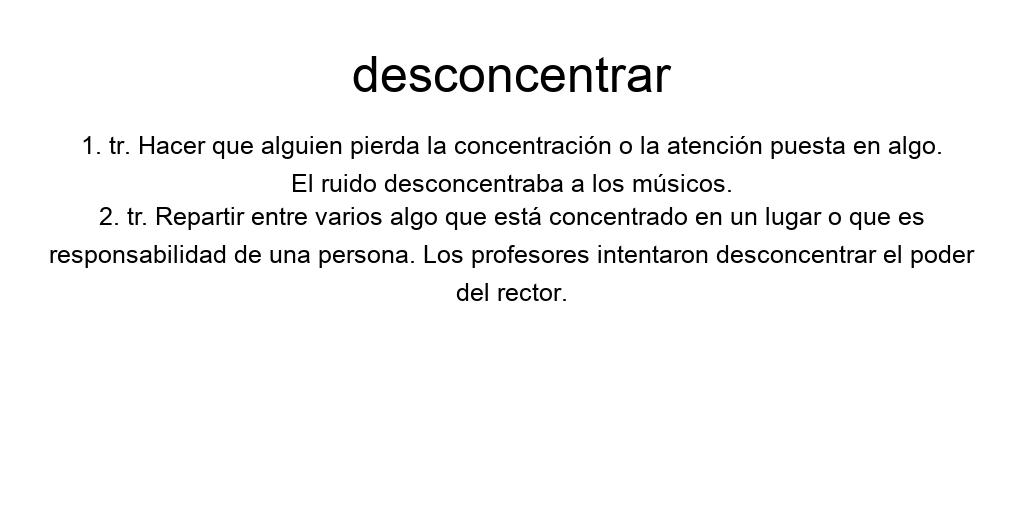 desconcentrar
1. tr. Hacer que alguien pierda la concentración o la atención puesta en algo.
El ruido desconcentraba a los músicos.
2. tr. Repartir entre varios algo que está concentrado en un lugar o que es
responsabilidad de una persona. Los profesores intentaron desconcentrar el poder
del rector.